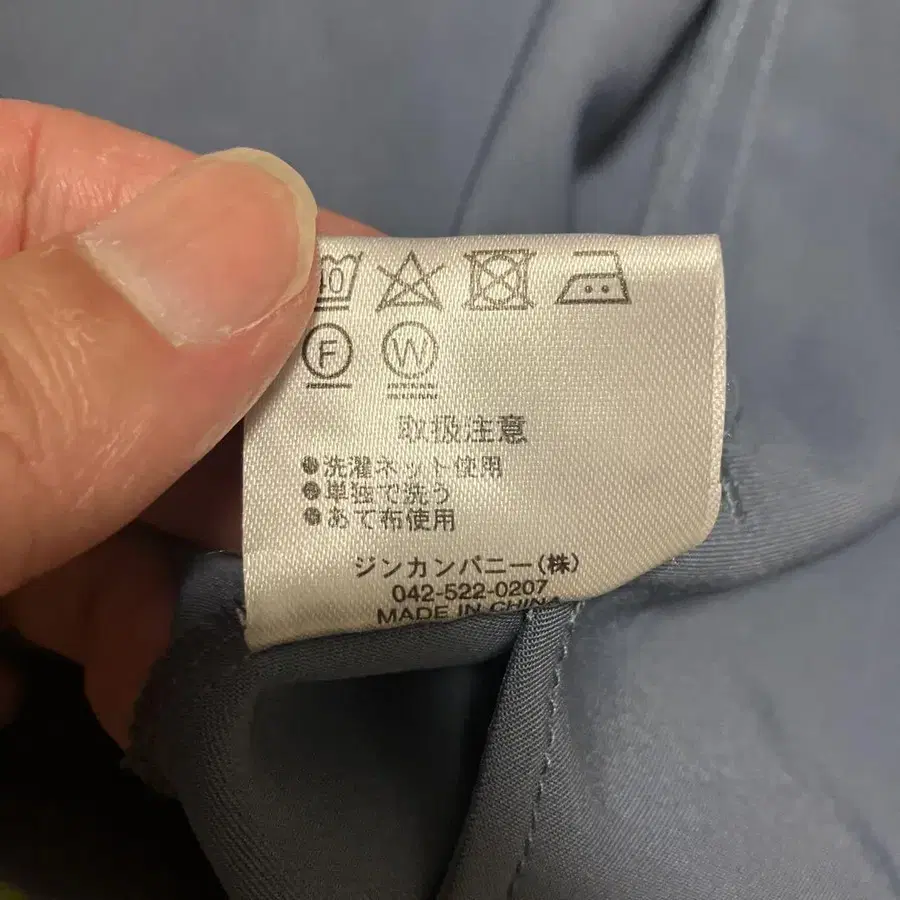 40
F W
取扱注意
●洗濯ネット使用
●単独で洗う
●あて布使用
ジンカンパニー(株)
042-522-0207
MADE IN CHINA